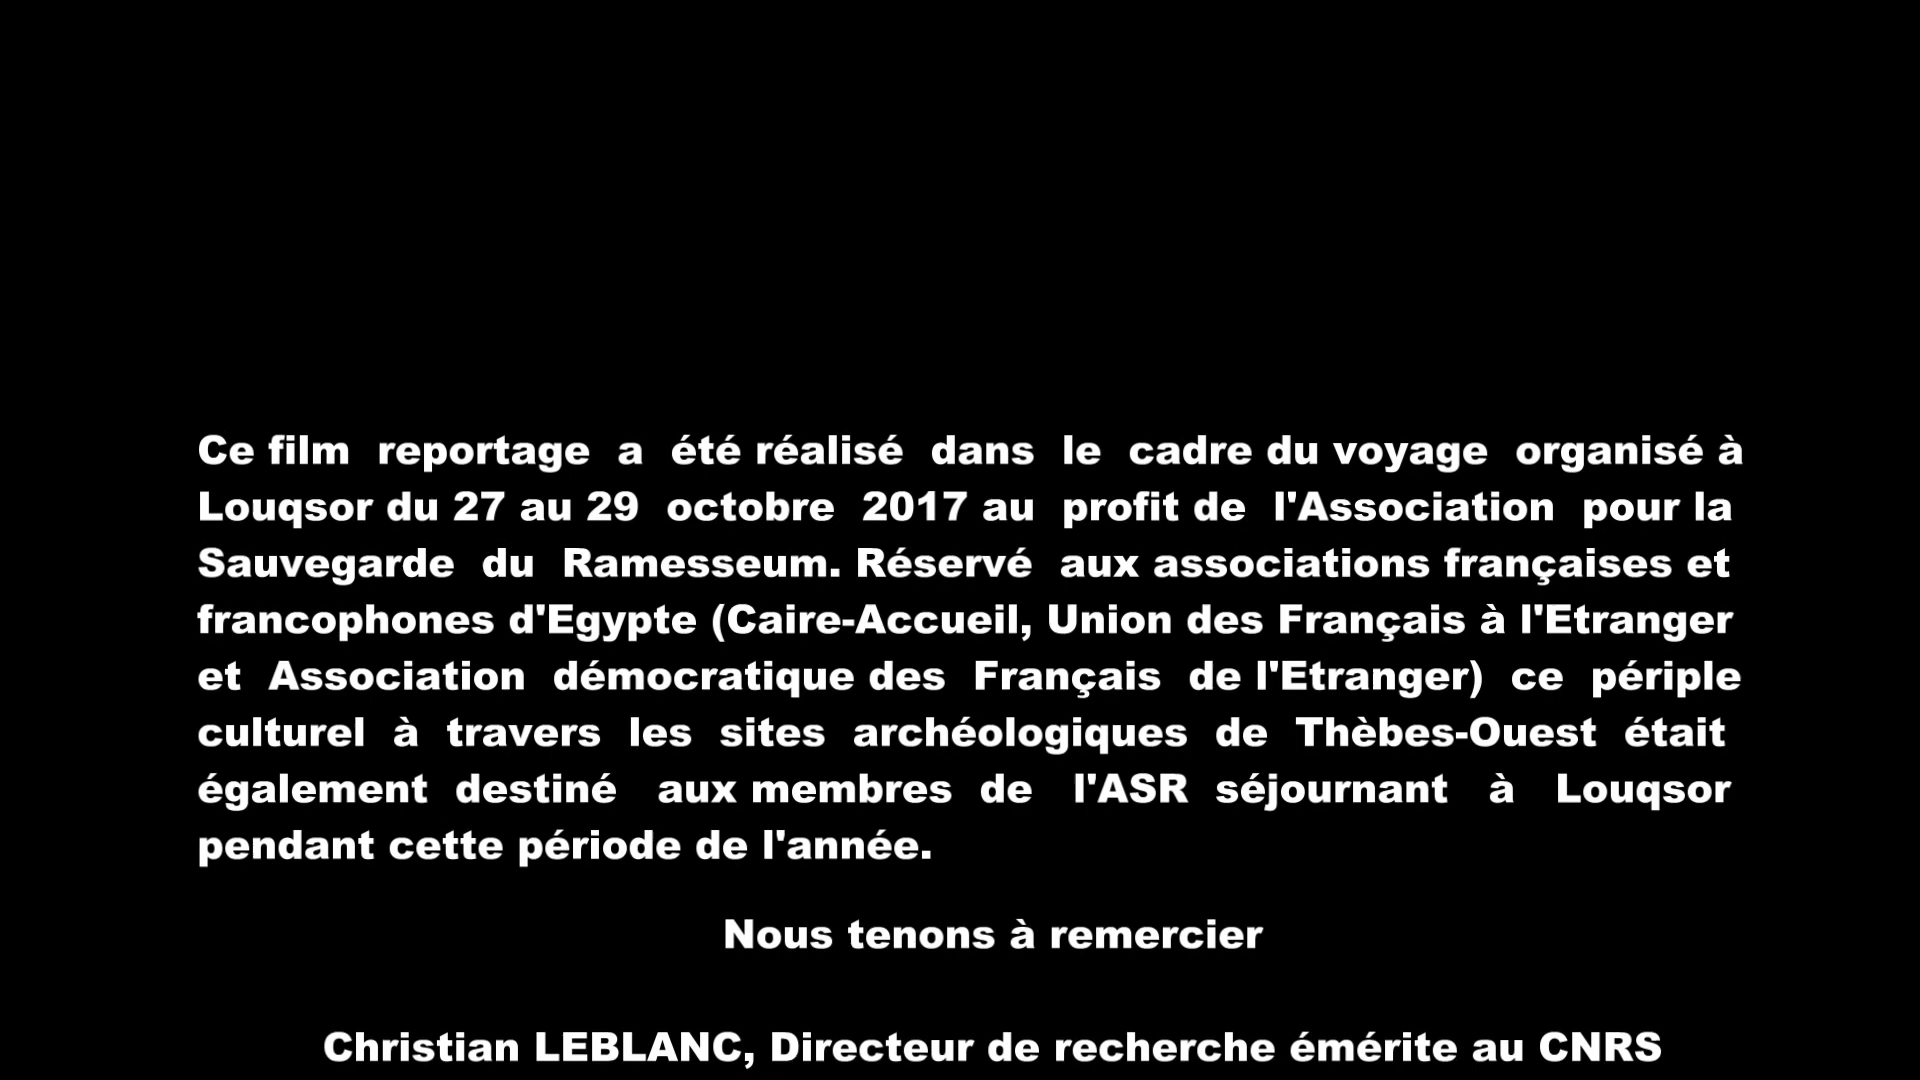 Ce film reportage a été réalisé dans le cadre du voyage organisé à
Louqsor du 27 au 29 octobre 2017 au profit de l'Association pour la
Sauvegarde du Ramesseum. Réservé aux associations françaises et
francophones d'Egypte (Caire-Accueil, Union des Français à l'Etranger
et Association démocratique des Français de l'Etranger) ce périple
culturel à travers les sites archéologiques de Thèbes-Ouest était
également destiné aux membres de l'ASR séjournant à Louqsor
pendant cette période de l'année.
Nous tenons à remercier
Christian LEBLANC, Directeur de recherche émérite au CNRS